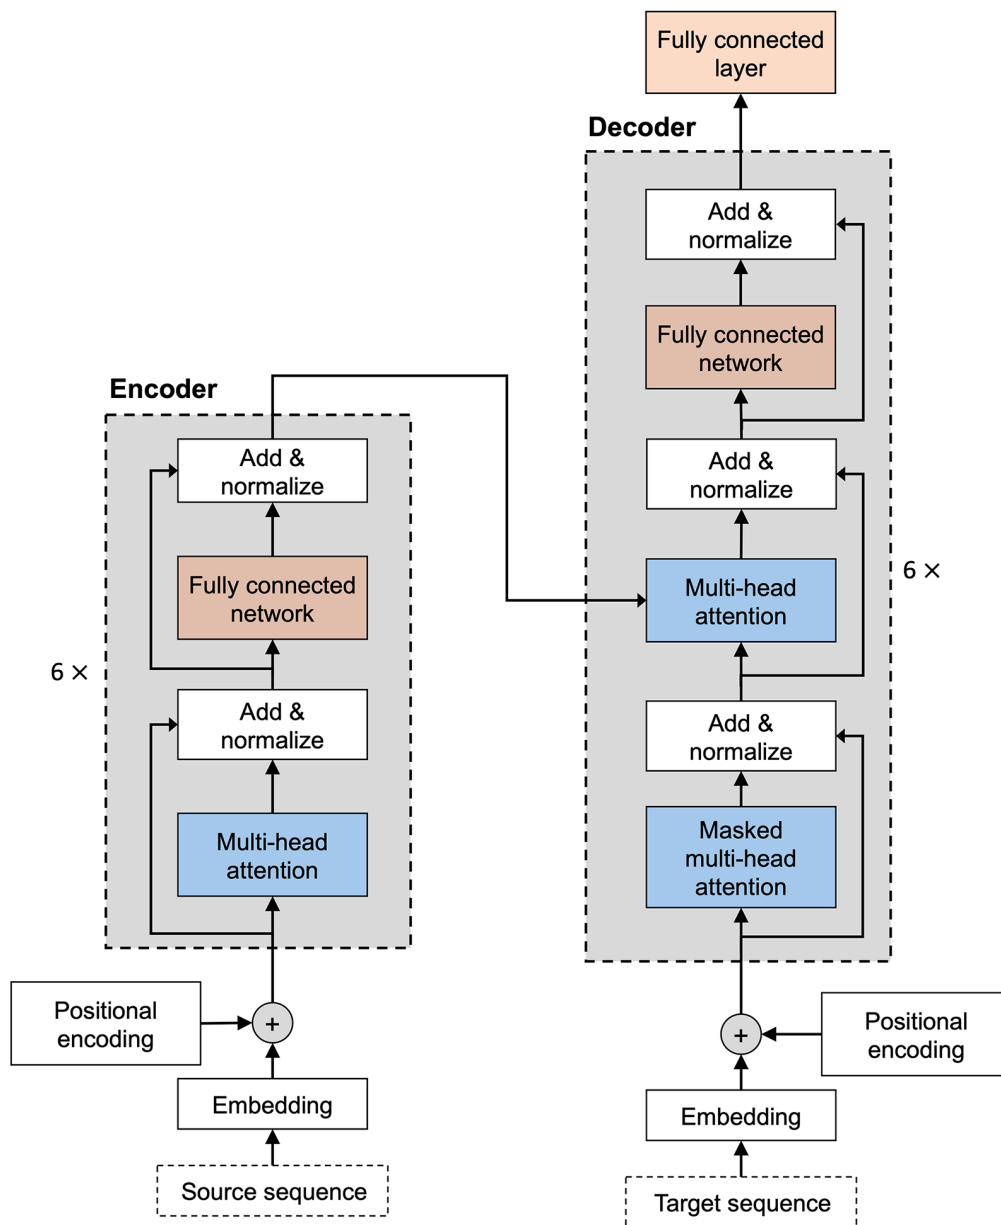 Fully connected
layer
Decoder
Add &
normalize
Fully connected
network
Add &
normalize
Multi-head
attention
6 ×
Add &
normalize
Masked
multi-head
attention
Positional
encoding
+
Embedding
Target sequence
Encoder
Add &
normalize
Fully connected
network
6 ×
Add &
normalize
Multi-head
attention
Positional
encoding
+
Embedding
Source sequence